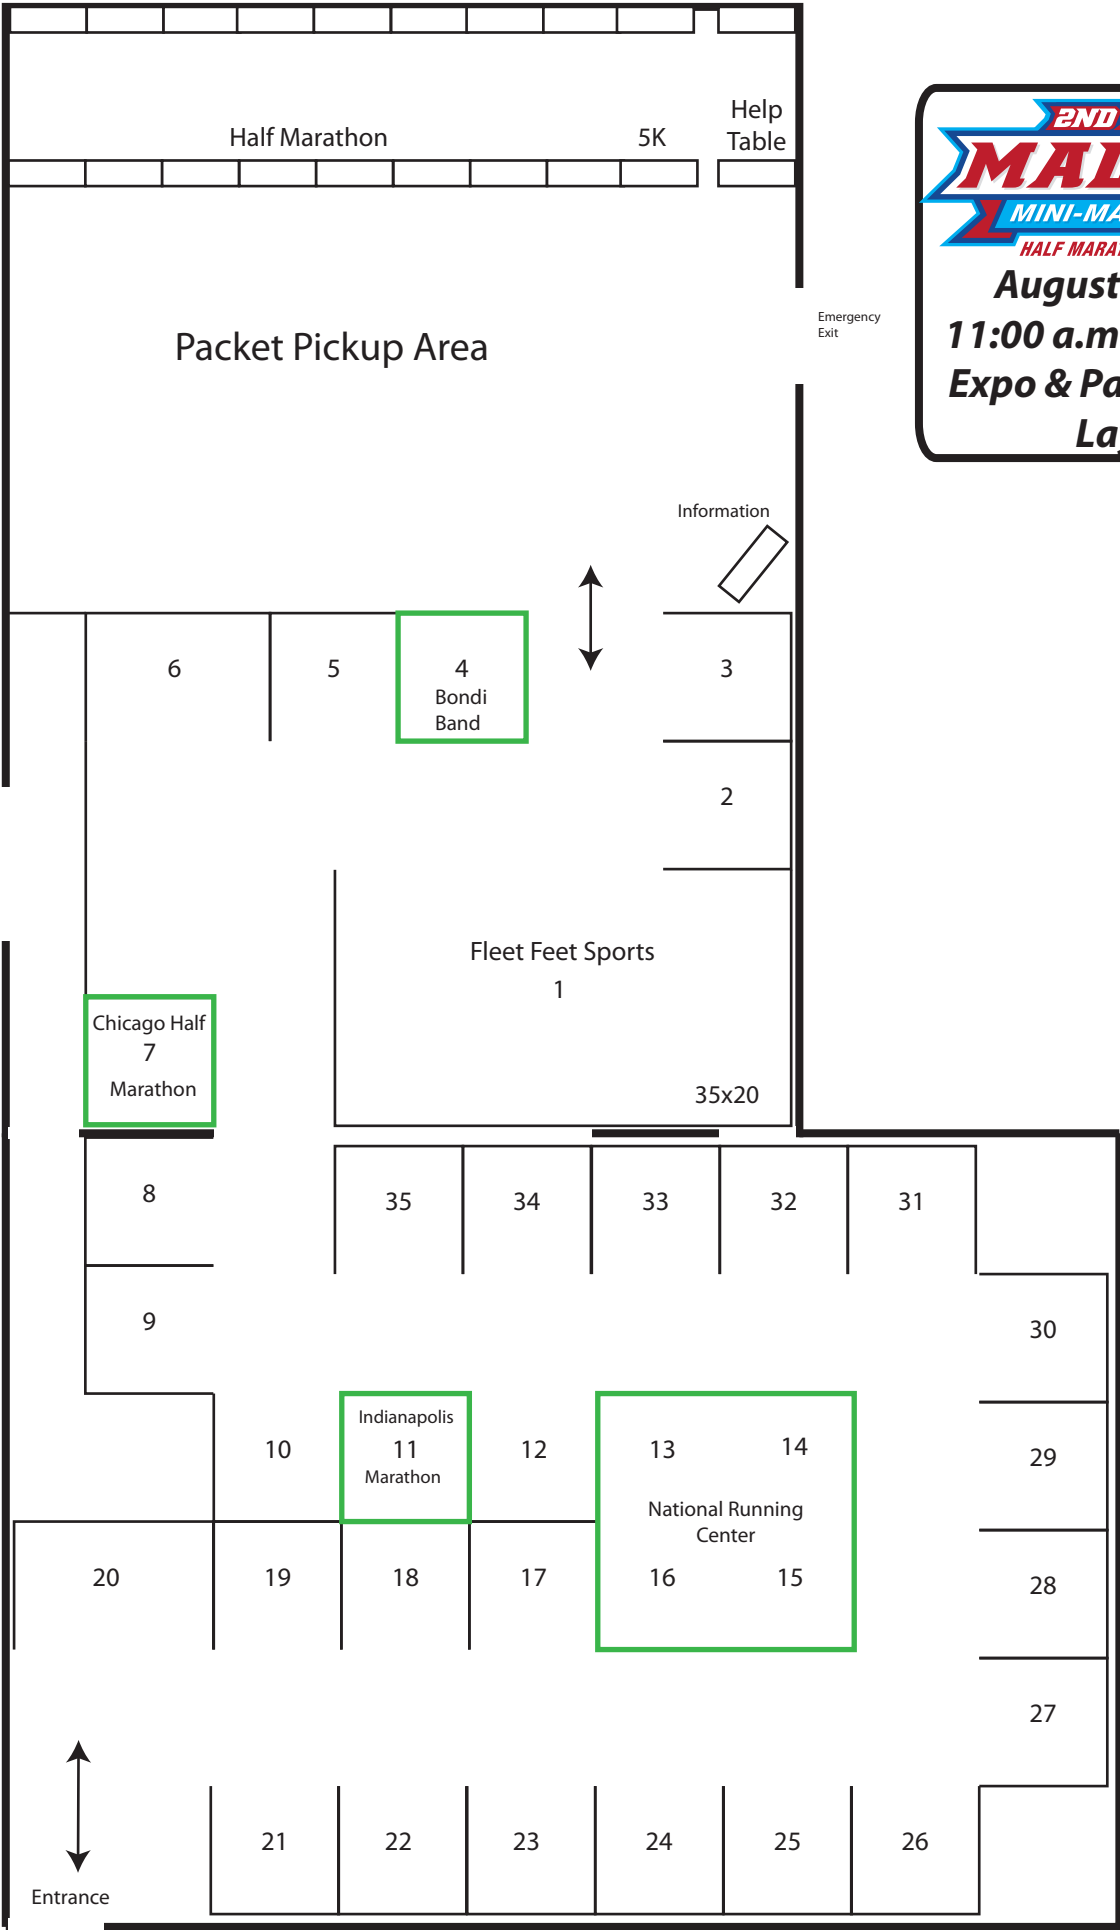 Half Marathon
5K
Help
Table
2ND
MINI-MA
HALF MARA
August
11:00 a.m
Expo & Pa
La
Packet Pickup Area
Emergency
Exit
Information
6
5
4
Bondi
Band
3
2
Fleet Feet Sports
1
35x20
Chicago Half
7
Marathon
8
35
34
33
32
31
9
30
10
Indianapolis
11
Marathon
12
13
14
29
National Running
Center
20
19
18
17
16
15
28
27
21
22
23
24
25
26
Entrance